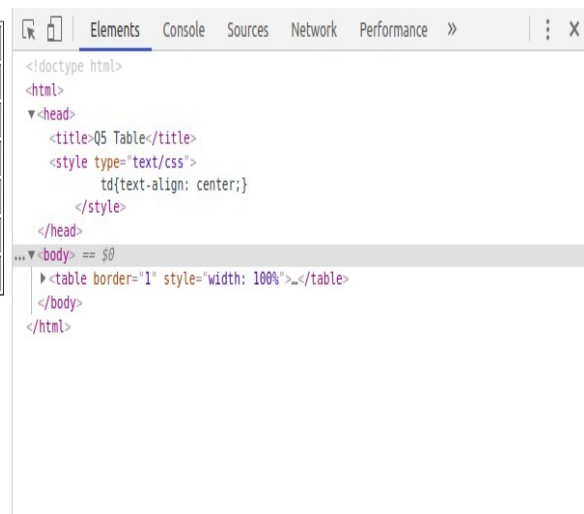 Elements Console Sources Network Performance »
<!doctype html>
<html>
▼<head>
<title>Q5 Table</title>
<style type="text/css">
td{text-align: center;}
</style>
</head>
…▼<body> == $0
▶<table border="1" style="width: 100%">…</table>
</body>
</html>